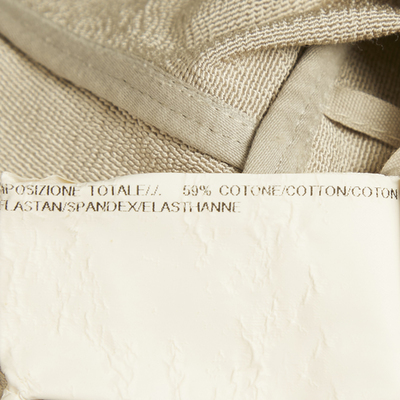 MPOSIZIONE TOTALE/.. 59% COTONE/COTTON/COTON
ELASTAN/SPANDEX/ELASTHANNE